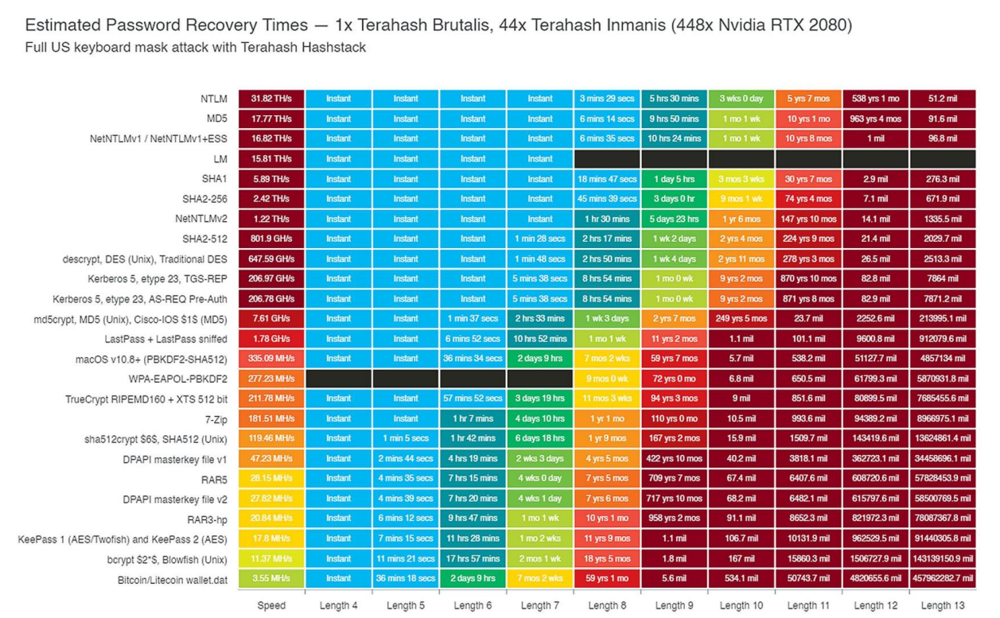 Estimated Password Recovery Times — 1x Terahash Brutalis, 44x Terahash Inmanis (448x Nvidia RTX 2080)
Full US keyboard mask attack with Terahash Hashstack
NTLM 31.82 TH/s Instant Instant Instant Instant 3 mins 29 secs 5 hrs 30 mins 3 wks 0 day 5 yrs 7 mos 538 yrs 1 mo 51.2 mil
MD5 17.77 TH/s Instant Instant Instant Instant 6 mins 14 secs 9 hrs 50 mins 1 mo 1 wk 10 yrs 1 mo 963 yrs 4 mos 91.6 mil
NetNTLMv1 / NetNTLMv1+ESS 16.82 TH/s Instant Instant Instant Instant 6 mins 35 secs 10 hrs 24 mins 1 mo 1 wk 10 yrs 8 mos 1 mil 96.8 mil
LM 15.81 TH/s Instant Instant Instant Instant
SHA1 5.89 TH/s Instant Instant Instant Instant 18 mins 47 secs 1 day 5 hrs 3 mos 3 wks 30 yrs 7 mos 2.9 mil 276.3 mil
SHA2-256 2.42 TH/s Instant Instant Instant Instant 45 mins 39 secs 3 days 0 hr 9 mos 1 wk 74 yrs 4 mos 7.1 mil 671.9 mil
NetNTLMv2 1.22 TH/s Instant Instant Instant Instant 1 hr 30 mins 5 days 23 hrs 1 yr 6 mos 147 yrs 10 mos 14.1 mil 1335.5 mil
SHA2-512 801.9 GH/s Instant Instant Instant 1 min 28 secs 2 hrs 17 mins 1 wk 2 days 2 yrs 4 mos 224 yrs 9 mos 21.4 mil 2029.7 mil
descrypt, DES (Unix), Traditional DES 647.59 GH/s Instant Instant Instant 1 min 48 secs 2 hrs 50 mins 1 wk 4 days 2 yrs 11 mos 278 yrs 3 mos 26.5 mil 2513.3 mil
Kerberos 5, etype 23, TGS-REP 206.97 GH/s Instant Instant Instant 5 mins 38 secs 8 hrs 54 mins 1 mo 0 wk 9 yrs 2 mos 870 yrs 10 mos 82.8 mil 7864 mil
Kerberos 5, etype 23, AS-REQ Pre-Auth 206.78 GH/s Instant Instant Instant 5 mins 38 secs 8 hrs 54 mins 1 mo 0 wk 9 yrs 2 mos 871 yrs 8 mos 82.9 mil 7871.2 mil
md5crypt, MD5 (Unix), Cisco-IOS $1$ (MD5) 7.61 GH/s Instant Instant 1 min 37 secs 2 hrs 33 mins 1 wk 3 days 2 yrs 7 mos 249 yrs 5 mos 23.7 mil 2252.6 mil 213995.1 mil
LastPass + LastPass sniffed 1.78 GH/s Instant Instant 6 mins 52 secs 10 hrs 52 mins 1 mo 1 wk 11 yrs 2 mos 1.1 mil 101.1 mil 9600.8 mil 912079.6 mil
macOS v10.8+ (PBKDF2-SHA512) 335.09 MH/s Instant Instant 36 mins 34 secs 2 days 9 hrs 7 mos 2 wks 59 yrs 7 mos 5.7 mil 538.2 mil 51127.7 mil 4857134 mil
WPA-EAPOL-PBKDF2 277.23 MH/s 9 mos 0 wk 72 yrs 0 mo 6.8 mil 650.5 mil 61799.3 mil 5870931.8 mil
TrueCrypt RIPEMD160 + XTS 512 bit 211.78 MH/s Instant Instant 57 mins 52 secs 3 days 19 hrs 11 mos 3 wks 94 yrs 3 mos 9 mil 851.6 mil 80899.5 mil 7685455.6 mil
7-Zip 181.51 MH/s Instant Instant 1 hr 7 mins 4 days 10 hrs 1 yr 1 mo 110 yrs 0 mo 10.5 mil 993.6 mil 94389.2 mil 8966975.1 mil
sha512crypt $6$, SHA512 (Unix) 119.46 MH/s Instant 1 min 5 secs 1 hr 42 mins 6 days 18 hrs 1 yr 9 mos 167 yrs 2 mos 15.9 mil 1509.7 mil 143419.6 mil 13624861.4 mil
DPAPI masterkey file v1 47.23 MH/s Instant 2 mins 44 secs 4 hrs 19 mins 2 wks 3 days 4 yrs 5 mos 422 yrs 10 mos 40.2 mil 3818.1 mil 362723.1 mil 34458696.1 mil
RAR5 28.15 MH/s Instant 4 mins 35 secs 7 hrs 15 mins 4 wks 0 day 7 yrs 5 mos 709 yrs 7 mos 67.4 mil 6407.6 mil 608720.6 mil 57828453.9 mil
DPAPI masterkey file v2 27.82 MH/s Instant 4 mins 39 secs 7 hrs 20 mins 4 wks 1 day 7 yrs 6 mos 717 yrs 10 mos 68.2 mil 6482.1 mil 615797.6 mil 58500769.5 mil
RAR3-hp 20.84 MH/s Instant 6 mins 12 secs 9 hrs 47 mins 1 mo 1 wk 10 yrs 1 mo 958 yrs 2 mos 91.1 mil 8652.3 mil 821972.3 mil 78087367.8 mil
KeePass 1 (AES/Twofish) and KeePass 2 (AES) 17.8 MH/s Instant 7 mins 15 secs 11 hrs 28 mins 1 mo 2 wks 11 yrs 9 mos 1.1 mil 106.7 mil 10131.9 mil 962529.5 mil 91440305.8 mil
bcrypt $2*$, Blowfish (Unix) 11.37 MH/s Instant 11 mins 21 secs 17 hrs 57 mins 2 mos 1 wk 18 yrs 5 mos 1.8 mil 167 mil 15860.3 mil 1506727.9 mil 143139150.9 mil
Bitcoin/Litecoin wallet.dat 3.55 MH/s Instant 36 mins 18 secs 2 days 9 hrs 7 mos 2 wks 59 yrs 1 mo 5.6 mil 534.1 mil 50743.7 mil 4820655.6 mil 457962282.7 mil
Speed Length 4 Length 5 Length 6 Length 7 Length 8 Length 9 Length 10 Length 11 Length 12 Length 13